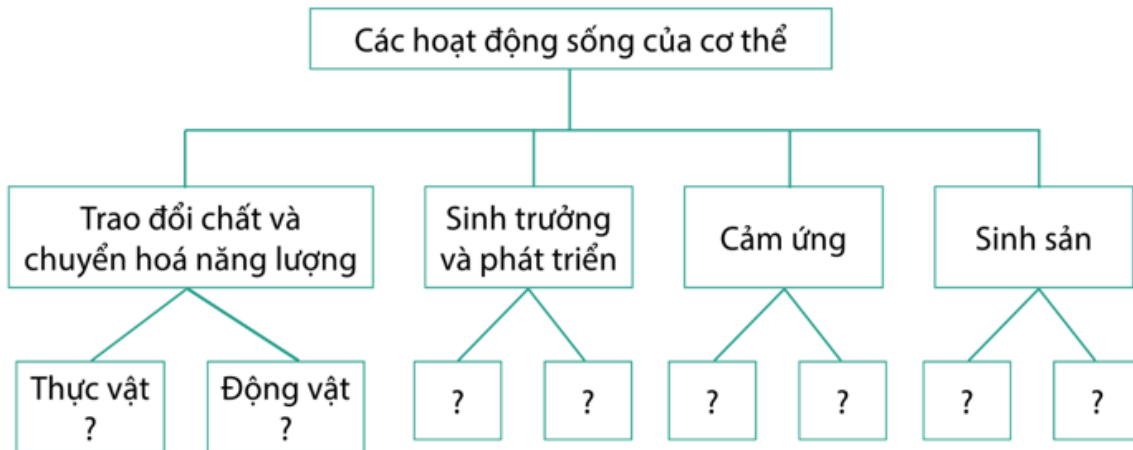 Các hoạt động sống của cơ thể
Trao đổi chất và
chuyển hoá năng lượng
Sinh trưởng
và phát triển
Cảm ứng
Sinh sản
Thực vật
?
Động vật
?
?
?
?
?
?
?